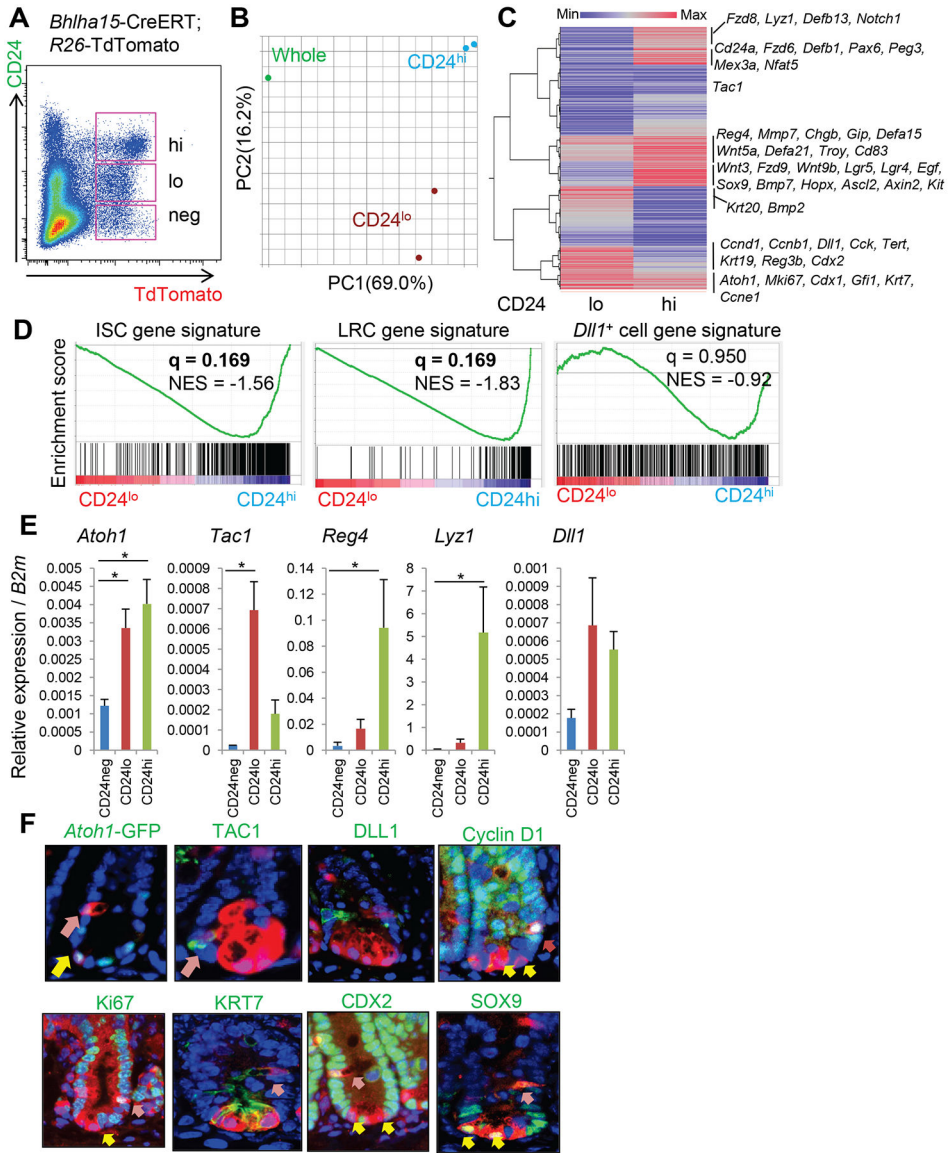 A
Bhlha15-CreERT;
R26-TdTomato
CD24
hi
lo
neg
TdTomato
B
Whole
CD24hi
CD24lo
PC2(16.2%)
PC1(69.0%)
C
Min Max
Fzd8, Lyz1, Defb13, Notch1
Cd24a, Fzd6, Defb1, Pax6, Peg3,
Mex3a, Nfat5
Tac1
Reg4, Mmp7, Chgb, Gip, Defa15
Wnt5a, Defa21, Troy, Cd83
Wnt3, Fzd9, Wnt9b, Lgr5, Lgr4, Egf,
Sox9, Bmp7, Hopx, Ascl2, Axin2, Kit
Krt20, Bmp2
Ccnd1, Ccnb1, Dll1, Cck, Tert,
Krt19, Reg3b, Cdx2
Atoh1, Mki67, Cdx1, Gfi1, Krt7,
Ccne1
CD24 lo hi
D
ISC gene signature
q = 0.169
NES = -1.56
Enrichment score
CD24lo CD24hi
LRC gene signature
q = 0.169
NES = -1.83
CD24lo CD24hi
Dll1+ cell gene signature
q = 0.950
NES = -0.92
CD24lo CD24hi
E
Relative expression / B2m
Atoh1
0.005
0.0045
0.004
0.0035
0.003
0.0025
0.002
0.0015
0.001
0.0005
0
*
*
CD24neg
CD24lo
CD24hi
Tac1
0.0009
0.0008
0.0007
0.0006
0.0005
0.0004
0.0003
0.0002
0.0001
0
*
CD24neg
CD24lo
CD24hi
Reg4
0.14
0.12
0.1
0.08
0.06
0.04
0.02
0
*
CD24neg
CD24lo
CD24hi
Lyz1
8
7
6
5
4
3
2
1
0
*
CD24neg
CD24lo
CD24hi
Dll1
0.001
0.0009
0.0008
0.0007
0.0006
0.0005
0.0004
0.0003
0.0002
0.0001
0
CD24neg
CD24lo
CD24hi
F
Atoh1-GFP
TAC1
DLL1
Cyclin D1
Ki67
KRT7
CDX2
SOX9